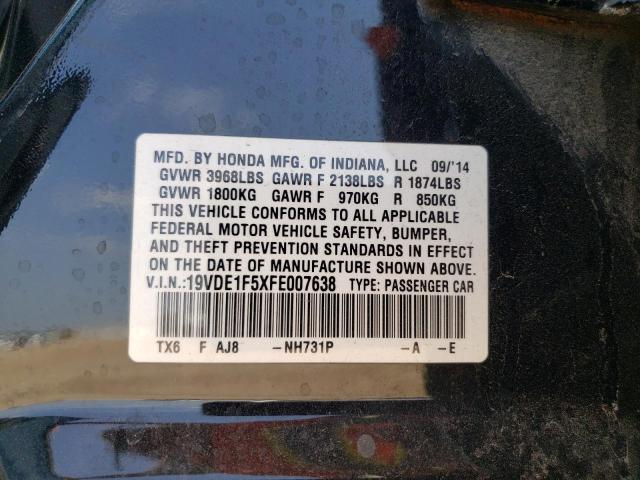 MFD. BY HONDA MFG. OF INDIANA, LLC 09/'14
GVWR 3968LBS GAWR F 2138LBS R 1874LBS
GVWR 1800KG GAWR F 970KG R 850KG
THIS VEHICLE CONFORMS TO ALL APPLICABLE
FEDERAL MOTOR VEHICLE SAFETY, BUMPER,
AND THEFT PREVENTION STANDARDS IN EFFECT
ON THE DATE OF MANUFACTURE SHOWN ABOVE.
V.I.N.:19VDE1F5XFE007638 TYPE: PASSENGER CAR
TX6 F AJ8 -NH731P -A -E